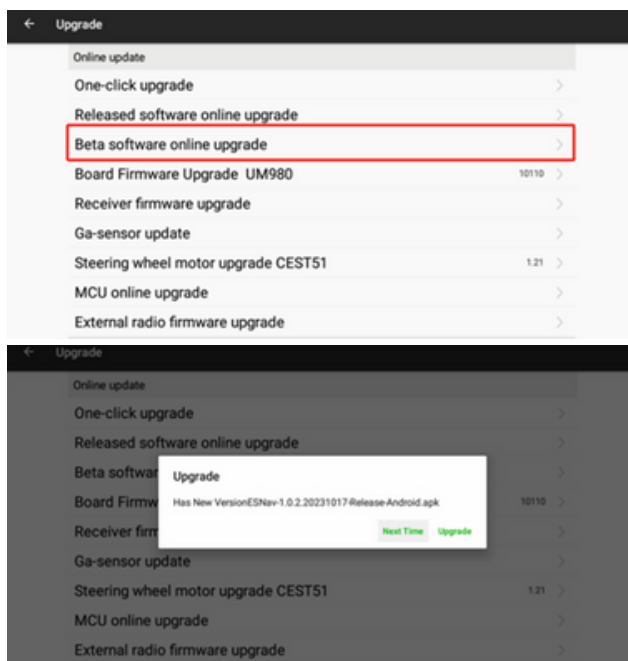 Upgrade
Online update
One-click upgrade
Released software online upgrade
Beta software online upgrade
Board Firmware Upgrade UM980 10110
Receiver firmware upgrade
Ga-sensor update
Steering wheel motor upgrade CEST51 1.21
MCU online upgrade
External radio firmware upgrade
Upgrade
Online update
One-click upgrade
Released software online upgrade
Beta softwar
Upgrade
Has New VersionESNav-1.0.2.20231017-Release-Android.apk
Board Firmw 10110
Receiver firm
Next Time Upgrade
Ga-sensor update
Steering wheel motor upgrade CEST51 1.21
MCU online upgrade
External radio firmware upgrade